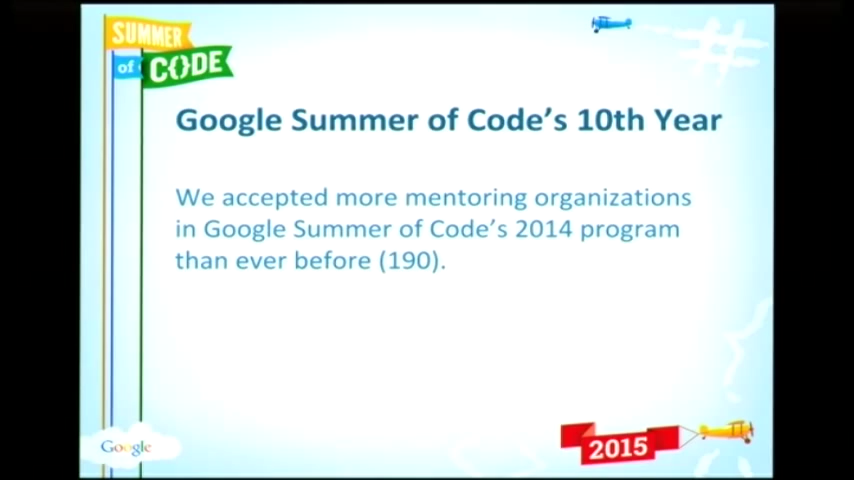 SUMMER
of CODE
Google Summer of Code's 10th Year
We accepted more mentoring organizations
in Google Summer of Code's 2014 program
than ever before (190).
Google
2015